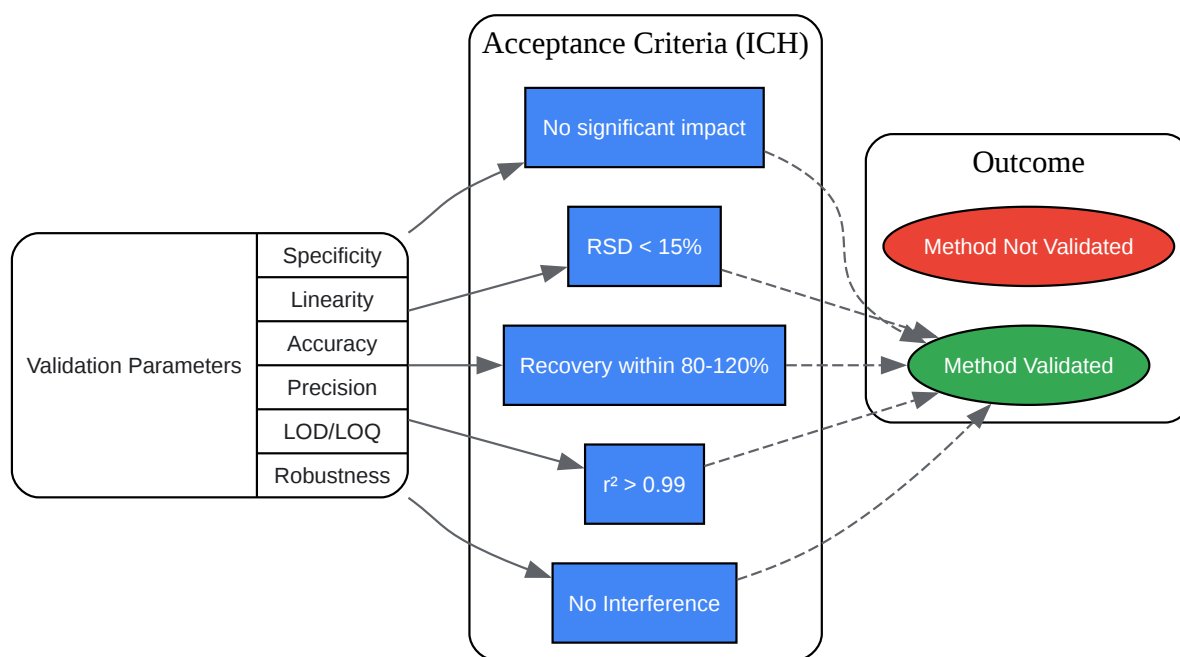 Validation Parameters
Specificity
Linearity
Accuracy
Precision
LOD/LOQ
Robustness
Acceptance Criteria (ICH)
No significant impact
RSD < 15%
Recovery within 80-120%
r² > 0.99
No Interference
Outcome
Method Not Validated
Method Validated